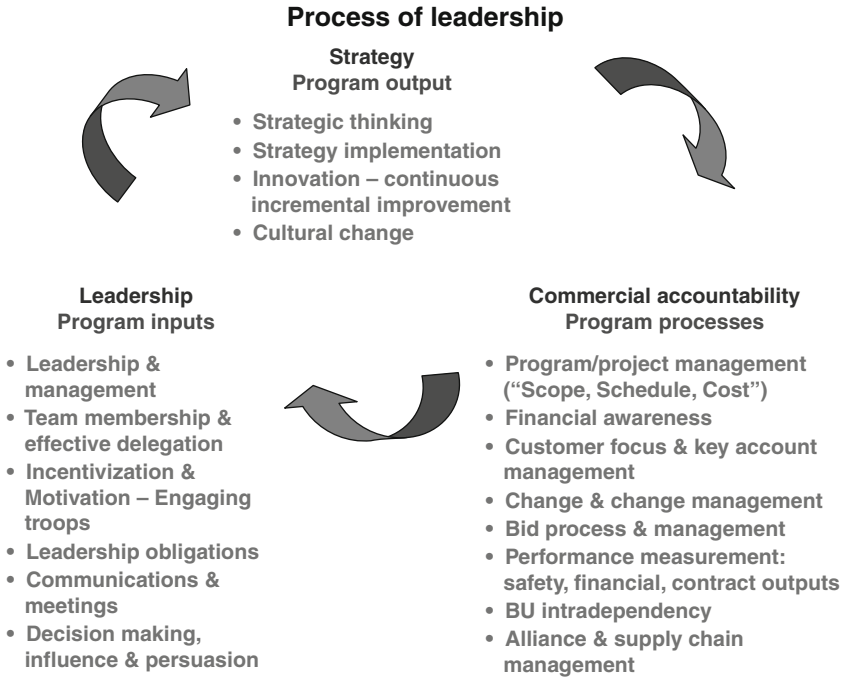 Process of leadership
Strategy
Program output
• Strategic thinking
• Strategy implementation
• Innovation – continuous
incremental improvement
• Cultural change
Leadership
Program inputs
• Leadership &
management
• Team membership &
effective delegation
• Incentivization &
Motivation – Engaging
troops
• Leadership obligations
• Communications &
meetings
• Decision making,
influence & persuasion
Commercial accountability
Program processes
• Program/project management
(“Scope, Schedule, Cost”)
• Financial awareness
• Customer focus & key account
management
• Change & change management
• Bid process & management
• Performance measurement:
safety, financial, contract outputs
• BU intradependency
• Alliance & supply chain
management